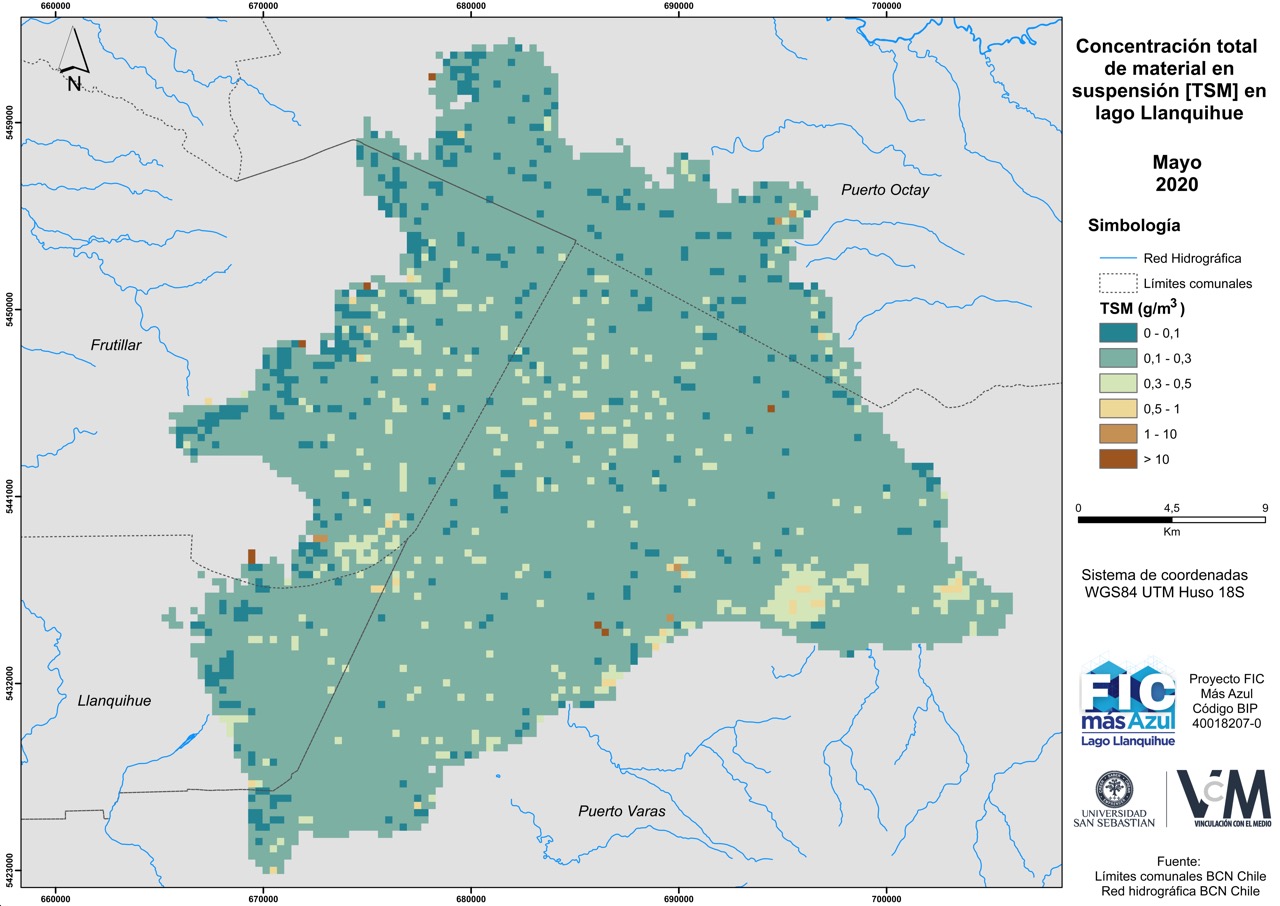 660000 670000 680000 690000 700000
Concentración total
de material en
suspensión [TSM] en
lago Llanquihue
Mayo
2020
N
5459000
5450000
5441000
5432000
5423000
Puerto Octay
Frutillar
Llanquihue
Puerto Varas
Simbología
Red Hidrográfica
Límites comunales
TSM (g/m³)
0 - 0,1
0,1 - 0,3
0,3 - 0,5
0,5 - 1
1 - 10
> 10
0 4,5 9
Km
Sistema de coordenadas
WGS84 UTM Huso 18S
FIC
más Azul
Lago Llanquihue
Proyecto FIC
Más Azul
Código BIP
40018207-0
UNIVERSIDAD
SAN SEBASTIAN
VcM
VINCULACIÓN CON EL MEDIO
Fuente:
Límites comunales BCN Chile
Red hidrográfica BCN Chile
660000 670000 680000 690000 700000